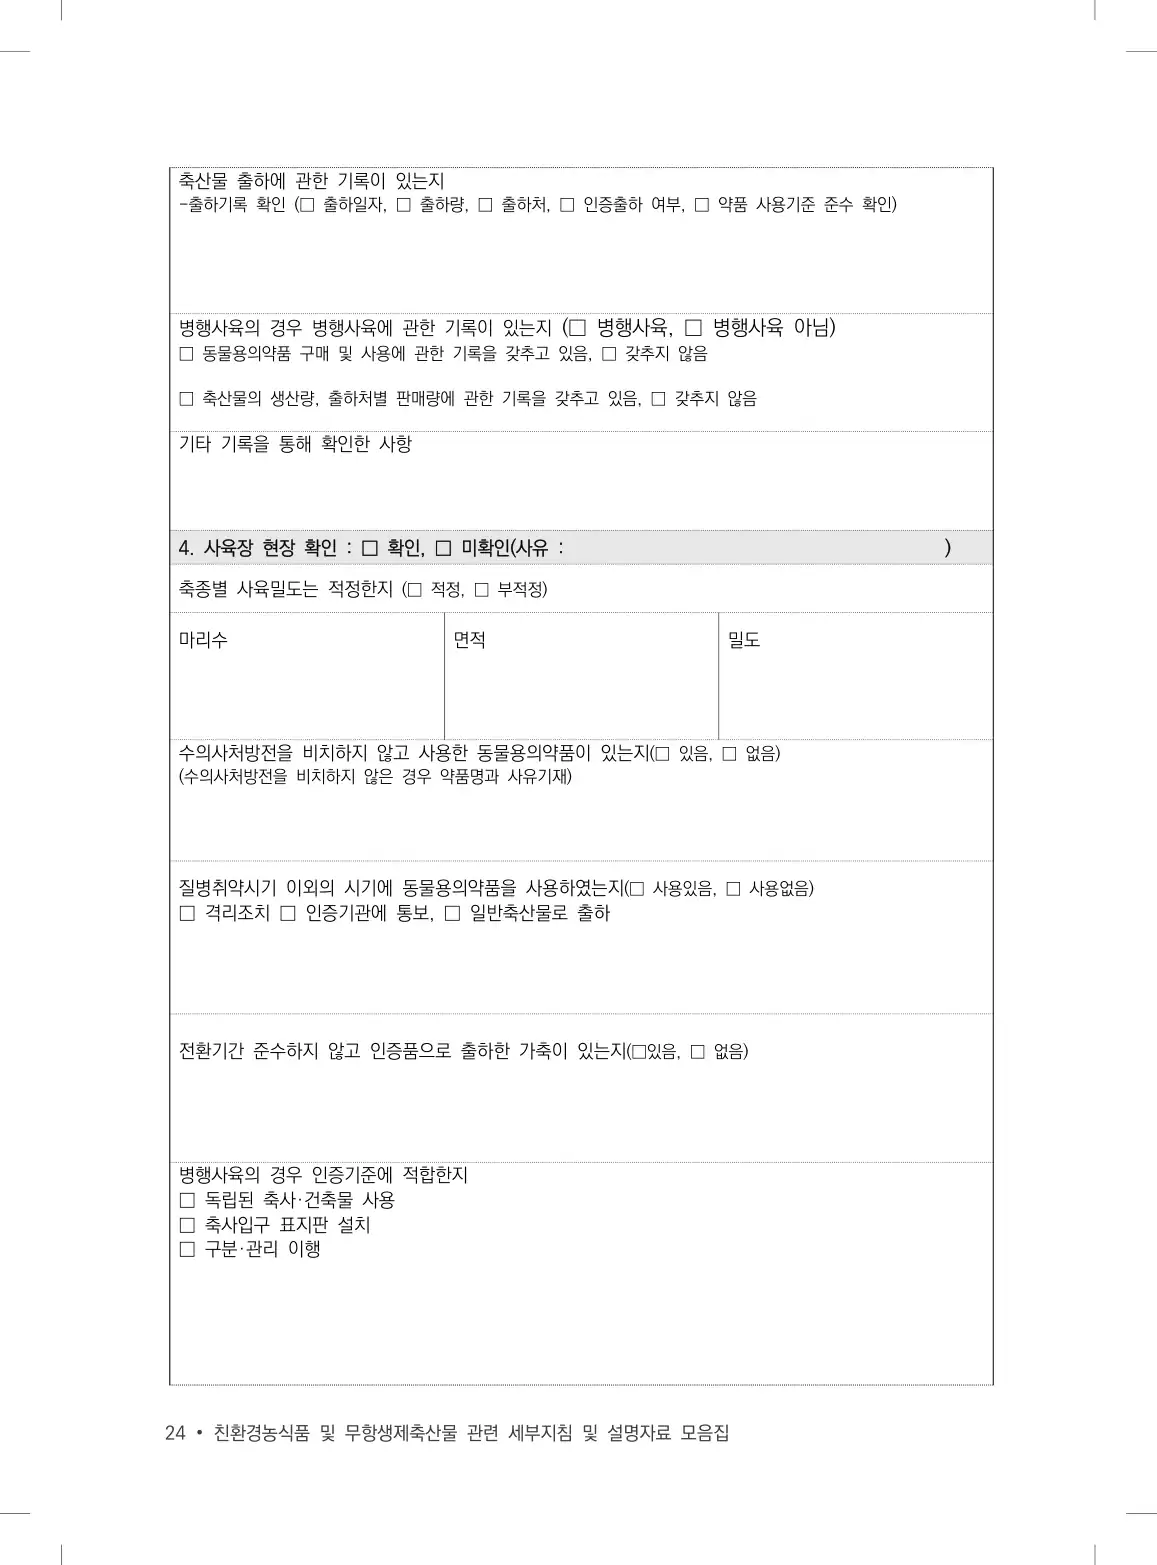 축산물 출하에 관한 기록이 있는지
-출하기록 확인 (□ 출하일자, □ 출하량, □ 출하처, □ 인증출하 여부, □ 약품 사용기준 준수 확인)
병행사육의 경우 병행사육에 관한 기록이 있는지 (□ 병행사육, □ 병행사육 아님)
□ 동물용의약품 구매 및 사용에 관한 기록을 갖추고 있음, □ 갖추지 않음
□ 축산물의 생산량, 출하처별 판매량에 관한 기록을 갖추고 있음, □ 갖추지 않음
기타 기록을 통해 확인한 사항
4. 사육장 현장 확인 : □ 확인, □ 미확인(사유 : )
축종별 사육밀도는 적정한지 (□ 적정, □ 부적정)
마리수 면적 밀도
수의사처방전을 비치하지 않고 사용한 동물용의약품이 있는지(□ 있음, □ 없음)
(수의사처방전을 비치하지 않은 경우 약품명과 사유기재)
질병취약시기 이외의 시기에 동물용의약품을 사용하였는지(□ 사용있음, □ 사용없음)
□ 격리조치 □ 인증기관에 통보, □ 일반축산물로 출하
전환기간 준수하지 않고 인증품으로 출하한 가축이 있는지(□있음, □ 없음)
병행사육의 경우 인증기준에 적합한지
□ 독립된 축사·건축물 사용
□ 축사입구 표지판 설치
□ 구분·관리 이행
24 • 친환경농식품 및 무항생제축산물 관련 세부지침 및 설명자료 모음집